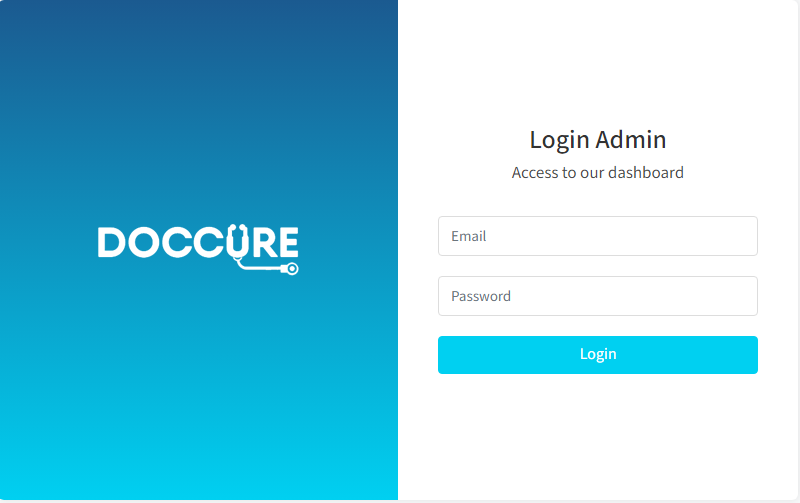 DOCCURE
Login Admin
Access to our dashboard
Email
Password
Login